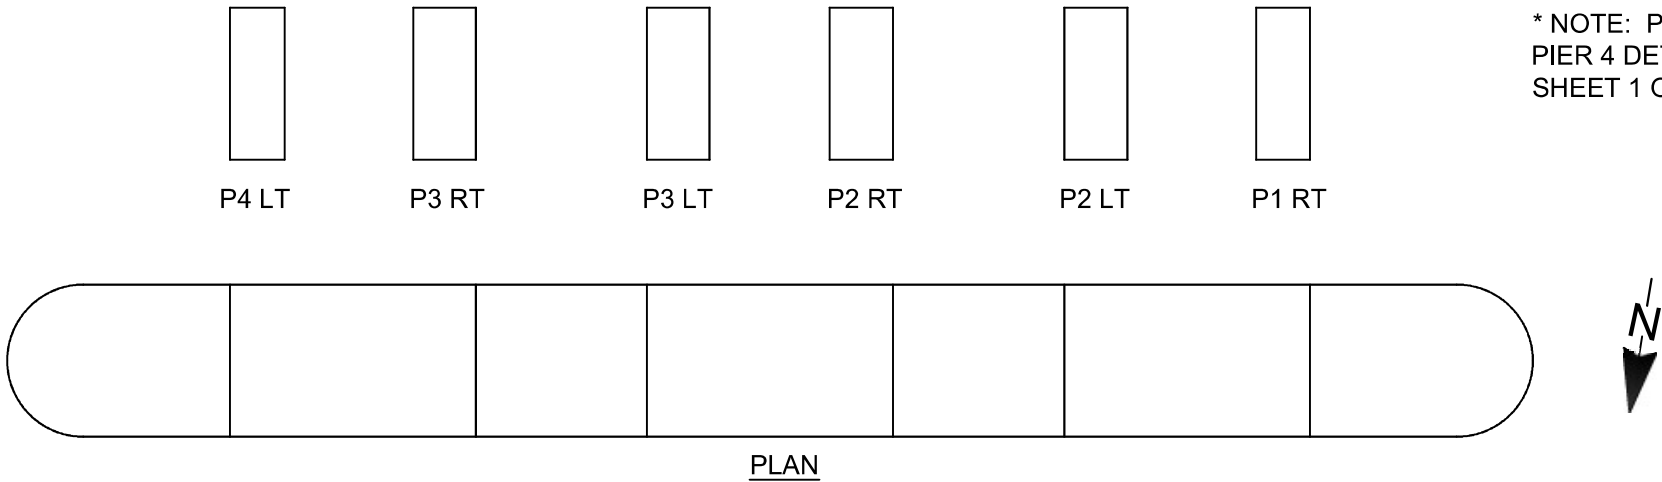 * NOTE:
PIER 4
SHEET 1
P4 LT P3 RT P3 LT P2 RT P2 LT P1 RT
N
PLAN